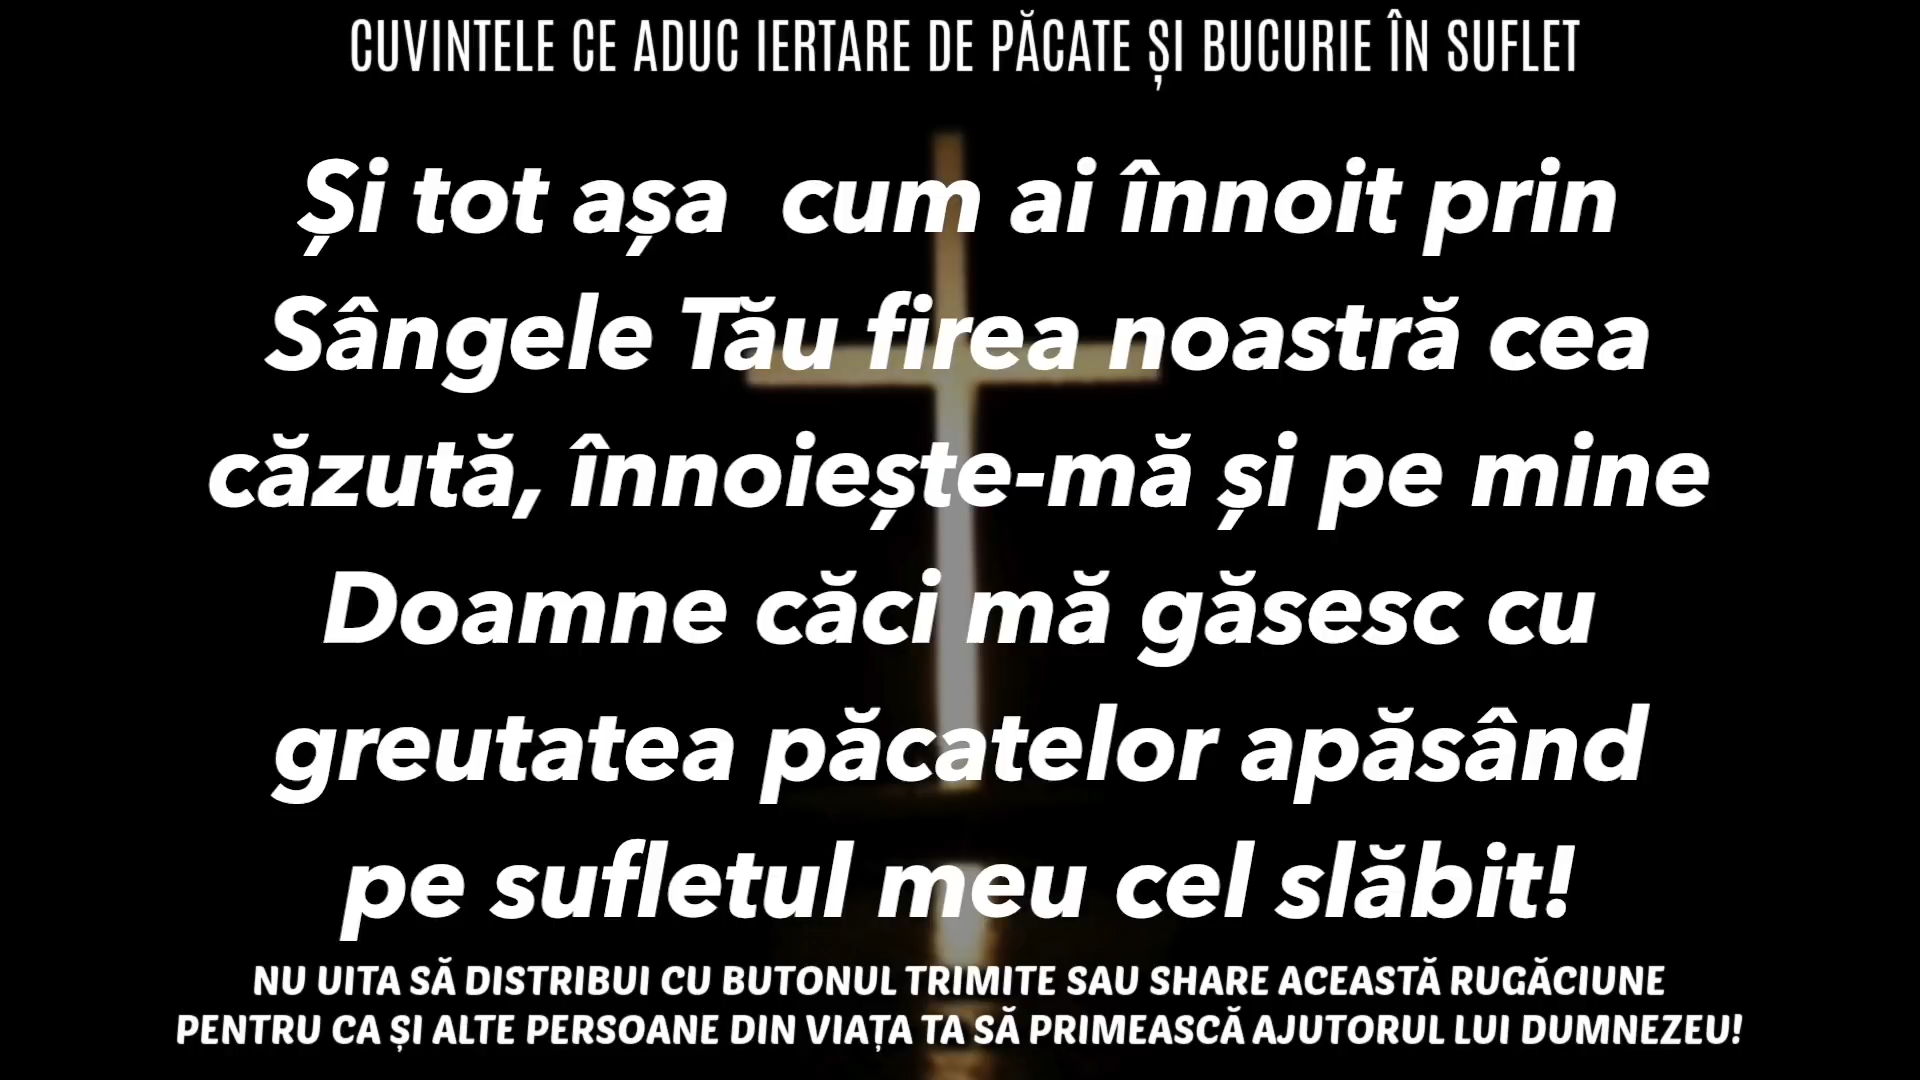 CUVINTELE CE ADUC IERTARE DE PĂCATE ȘI BUCURIE ÎN SUFLET
Și tot așa cum ai înnoit prin
Sângele Tău firea noastră cea
căzută, înnoiește-mă și pe mine
Doamne căci mă găsesc cu
greutatea păcatelor apăsând
pe sufletul meu cel slăbit!
NU UITA SĂ DISTRIBUI CU BUTONUL TRIMITE SAU SHARE ACEASTĂ RUGĂCIUNE
PENTRU CA ȘI ALTE PERSOANE DIN VIAȚA TA SĂ PRIMEASCĂ AJUTORUL LUI DUMNEZEU!